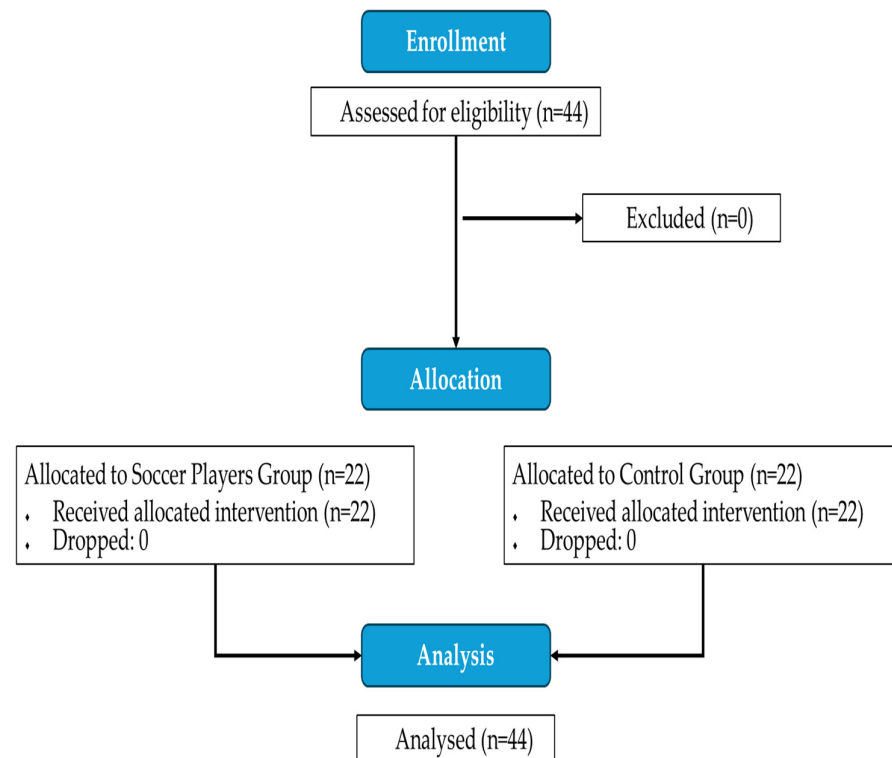 Enrollment
Assessed for eligibility (n=44)
Excluded (n=0)
Allocation
Allocated to Soccer Players Group (n=22)
⬩ Received allocated intervention (n=22)
⬩ Dropped: 0
Allocated to Control Group (n=22)
⬩ Received allocated intervention (n=22)
⬩ Dropped: 0
Analysis
Analysed (n=44)